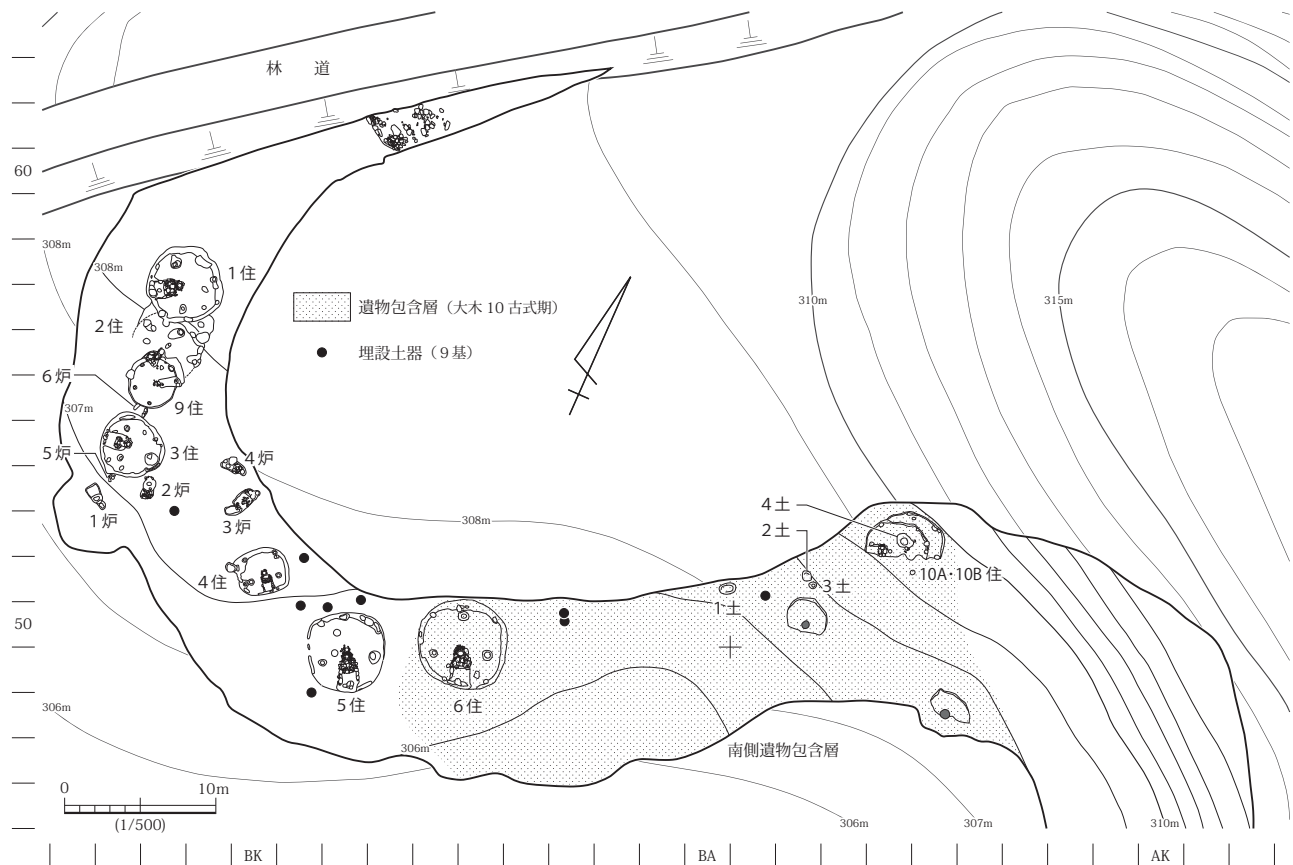 林 道
60
308m
308m
1住
2住
310m
315m
遺物包含層（大木10古式期）
埋設土器（9基）
6炉
9住
307m
5炉
3住
4炉
2炉
1炉
3炉
308m
4土
2土
4住
10A･10B住
3土
1土
50
5住
6住
306m
306m
南側遺物包含層
0 10m
(1/500)
306m
307m
310m
BK BA AK